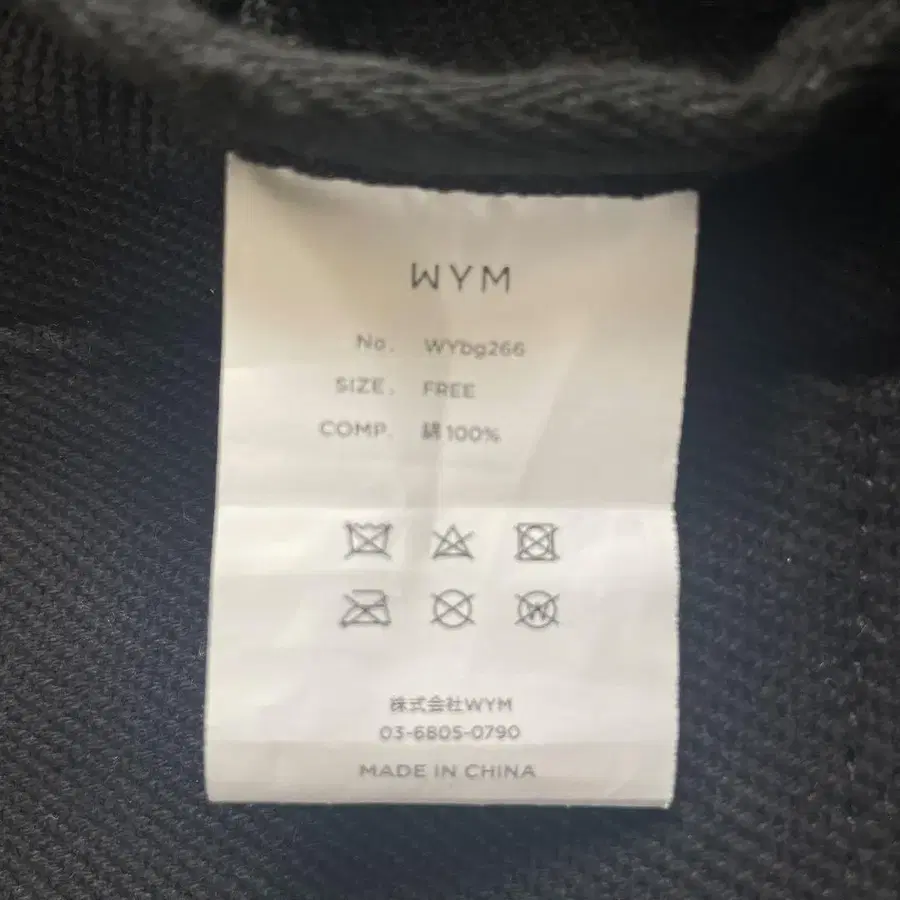 WYM
No. WYbg266
SIZE. FREE
COMP. 綿100%
株式会社WYM
03-6805-0790
MADE IN CHINA